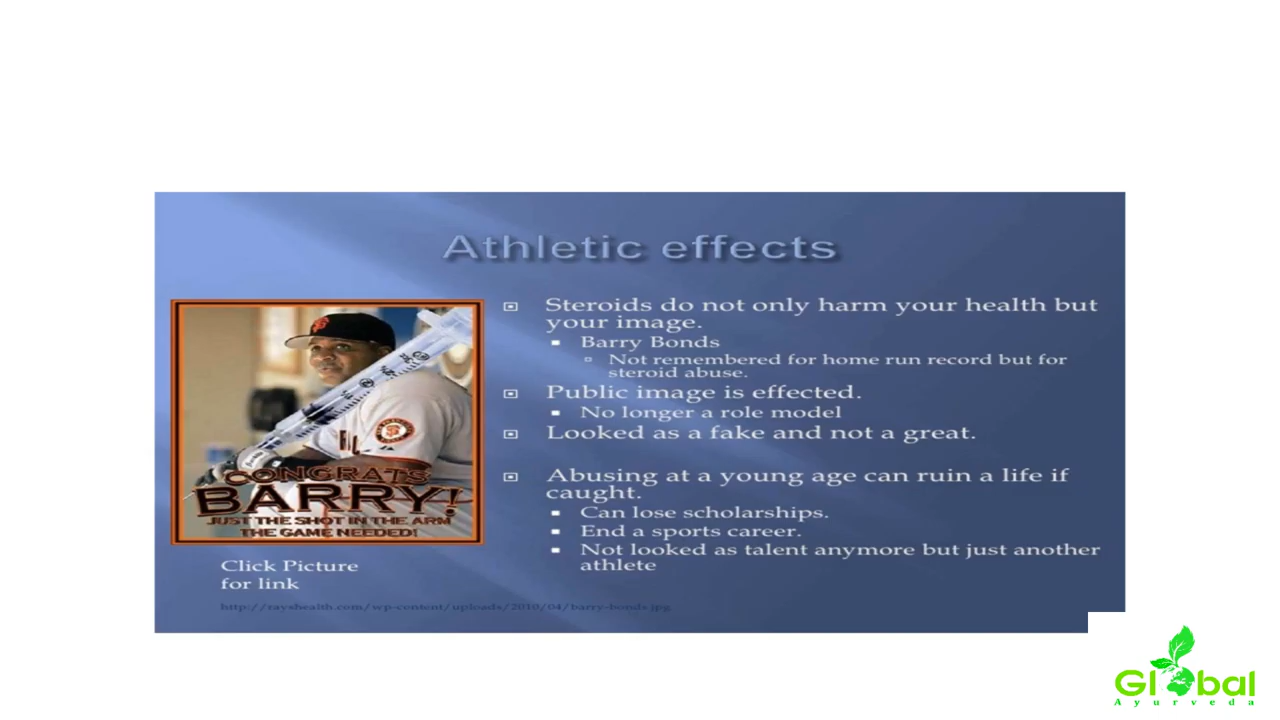 Athletic effects
Steroids do not only harm your health but
your image.
Barry Bonds
Not remembered for home run record but for
steroid abuse.
Public image is effected.
No longer a role model
Looked as a fake and not a great.
Abusing at a young age can ruin a life if
caught.
Can lose scholarships.
End a sports career.
Not looked as talent anymore but just another
athlete
CONGRATS
BARRY!
JUST THE SHOT IN THE ARM
THE GAME NEEDED!
Click Picture
for link
http://rayshealth.com/wp-content/uploads/2010/04/barry-bonds.jpg
Global
Ayurveda